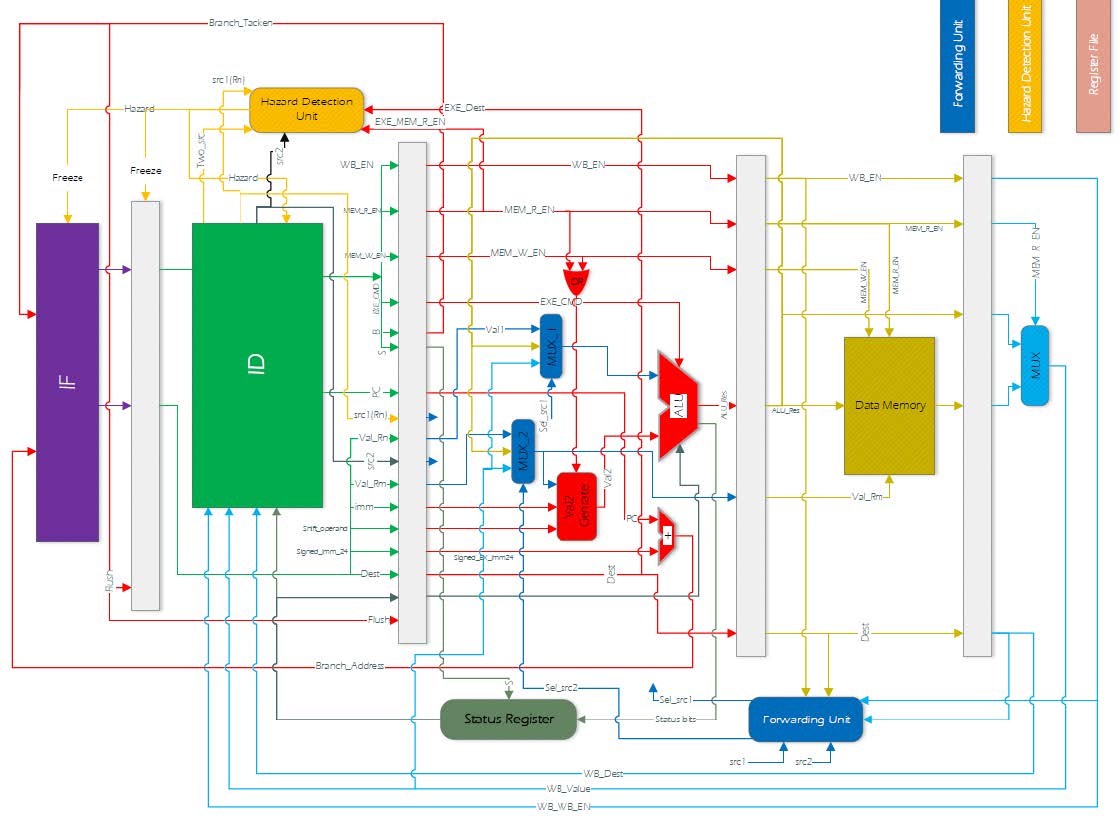 Branch_Tacken
Forwarding Unit
Hazard Detection Unit
Register File
src1(Rn)
Hazard Detection
Unit
Hazard
EXE_Dest
EXE_MEM_R_EN
Two_src
src2
Freeze
Freeze
Hazard
WB_EN
WB_EN
WB_EN
MEM_R_EN
MEM_R_EN
MEM_R_EN
MEM_R_EN
MEM_W_EN
MEM_W_EN
MEM_W_EN
MEM_R_EN
EXE_CMD
EXE_CMD
B
S
Val1
MUX_1
IF
ID
PC
src1(Rn)
Sel_src1
ALU
ALU_Res
ALU_Res
Data Memory
MUX
Val_Rn
src2
MUX_2
Val_Rm
Val2
Val2
Genrate
Val_Rm
imm
Shift_operand
PC
+
Signed_imm_24
Signed_EX_imm24
Dest
Dest
Flush
Flush
Dest
Branch_Address
S
Sel_src2
Sel_src1
Status Register
Status bits
Forwarding Unit
src1
src2
WB_Dest
WB_Value
WB_WB_EN